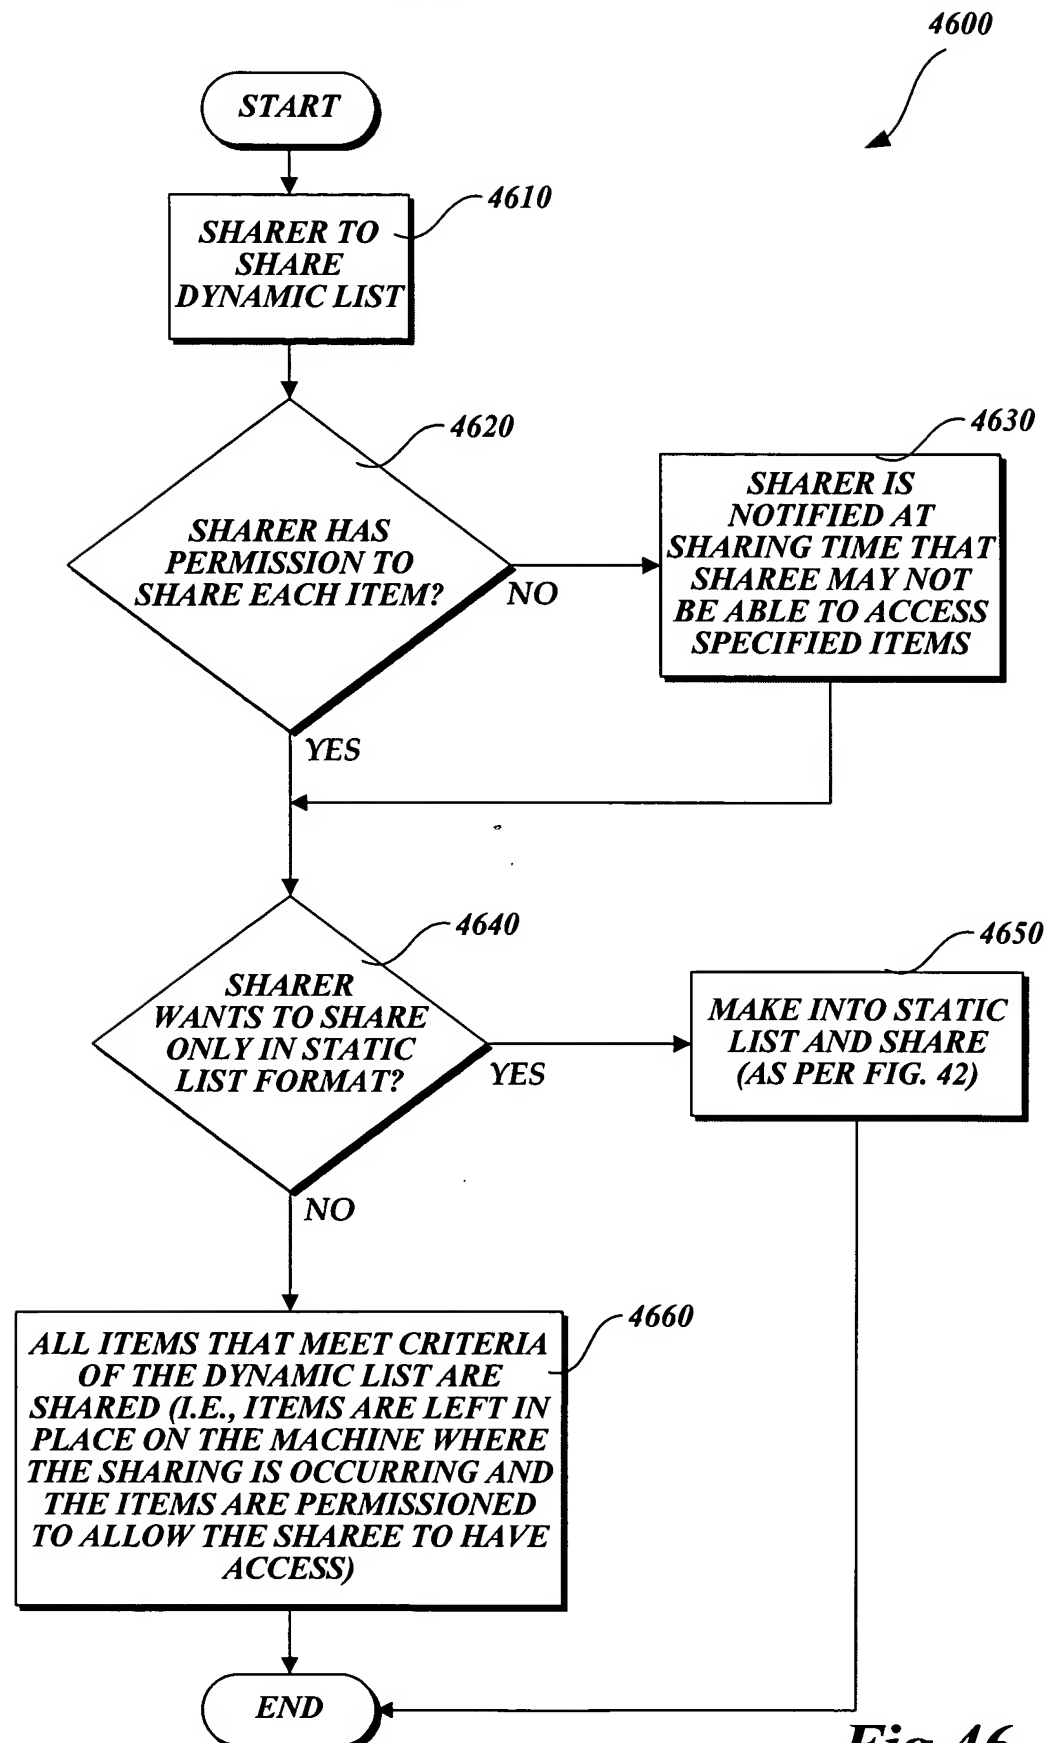 4600
START
4610
SHARER TO
SHARE
DYNAMIC LIST
4620
SHARER HAS
PERMISSION TO
SHARE EACH ITEM?
NO
YES
4630
SHARER IS
NOTIFIED AT
SHARING TIME THAT
SHAREE MAY NOT
BE ABLE TO ACCESS
SPECIFIED ITEMS
4640
SHARER
WANTS TO SHARE
ONLY IN STATIC
LIST FORMAT?
YES
NO
4650
MAKE INTO STATIC
LIST AND SHARE
(AS PER FIG. 42)
4660
ALL ITEMS THAT MEET CRITERIA
OF THE DYNAMIC LIST ARE
SHARED (I.E., ITEMS ARE LEFT IN
PLACE ON THE MACHINE WHERE
THE SHARING IS OCCURRING AND
THE ITEMS ARE PERMISSIONED
TO ALLOW THE SHAREE TO HAVE
ACCESS)
END
Fig.46.